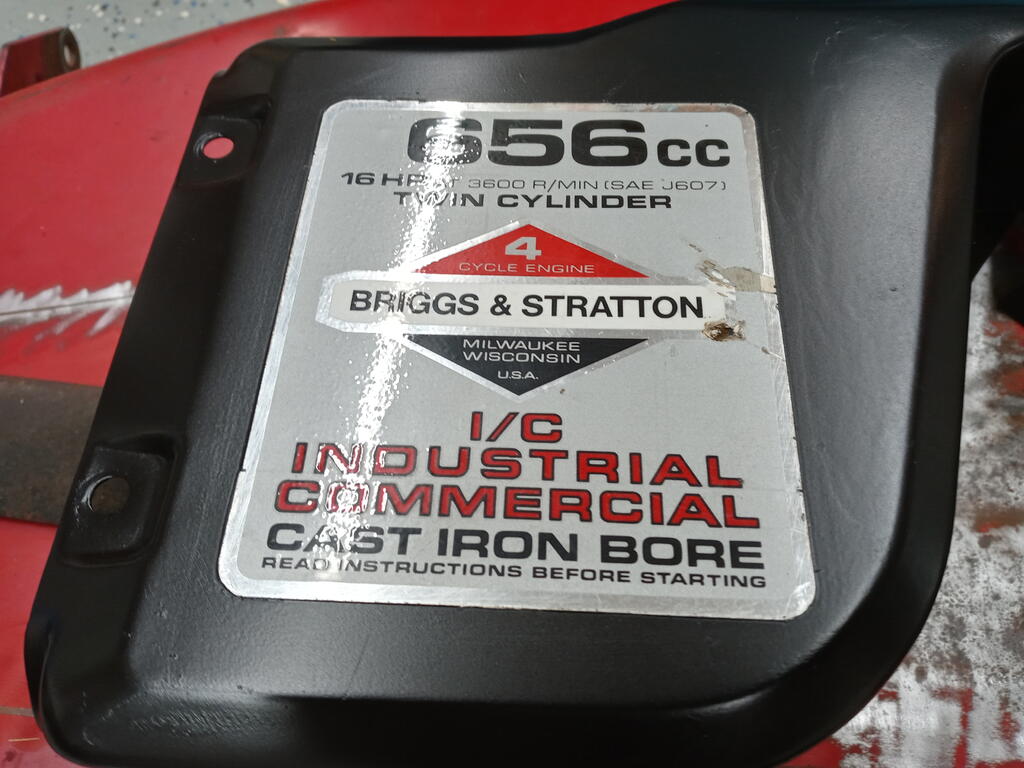 656cc
16 HP AT 3600 R/MIN (SAE J607)
TWIN CYLINDER
4
CYCLE ENGINE
BRIGGS & STRATTON
MILWAUKEE
WISCONSIN
U.S.A.
I/C
INDUSTRIAL
COMMERCIAL
CAST IRON BORE
READ INSTRUCTIONS BEFORE STARTING